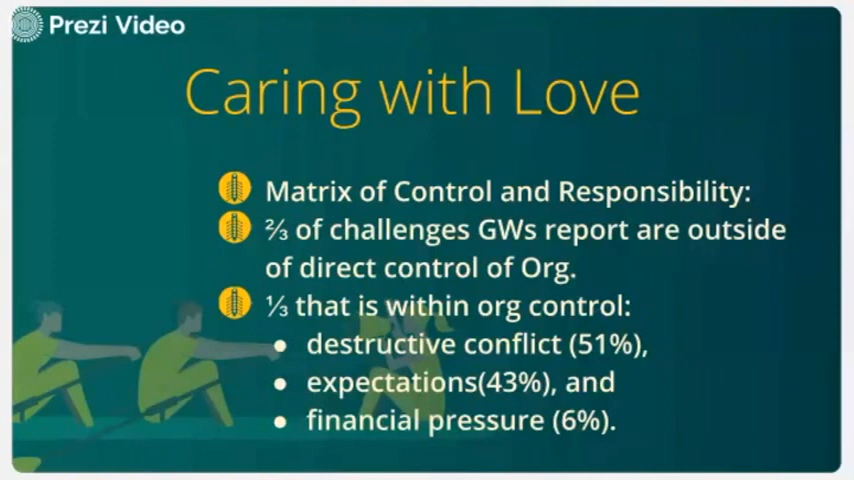 Prezi Video
Caring with Love
Matrix of Control and Responsibility:
⅔ of challenges GWs report are outside
of direct control of Org.
⅓ that is within org control:
• destructive conflict (51%),
• expectations(43%), and
• financial pressure (6%).